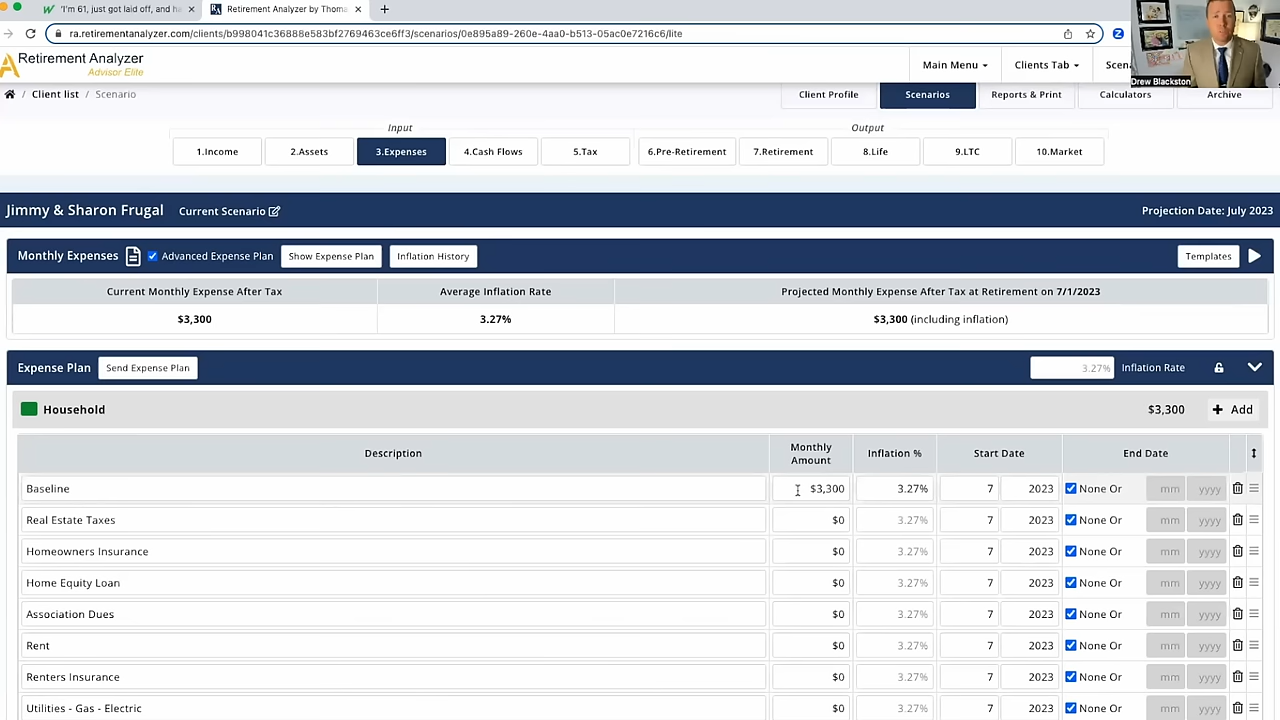 'I'm 61, just got laid off, and ha
Retirement Analyzer by Thoma
ra.retirementanalyzer.com/clients/b998041c36888e583bf2769463ce6ff3/scenarios/0e895a89-260e-4aa0-b513-05ac0e7216c6/lite
Retirement Analyzer
Advisor Elite
Main Menu
Clients Tab
Scena
Drew Blackston
Client list / Scenario
Client Profile
Scenarios
Reports & Print
Calculators
Archive
Input
Output
1.Income
2.Assets
3.Expenses
4.Cash Flows
5.Tax
6.Pre-Retirement
7.Retirement
8.Life
9.LTC
10.Market
Jimmy & Sharon Frugal
Current Scenario
Projection Date: July 2023
Monthly Expenses
Advanced Expense Plan
Show Expense Plan
Inflation History
Templates
Current Monthly Expense After Tax
Average Inflation Rate
Projected Monthly Expense After Tax at Retirement on 7/1/2023
$3,300
3.27%
$3,300 (including inflation)
Expense Plan
Send Expense Plan
3.27%
Inflation Rate
Household
$3,300
+ Add
Description
Monthly
Amount
Inflation %
Start Date
End Date
Baseline $3,300 3.27% 7 2023 None Or mm yyyy
Real Estate Taxes $0 3.27% 7 2023 None Or mm yyyy
Homeowners Insurance $0 3.27% 7 2023 None Or mm yyyy
Home Equity Loan $0 3.27% 7 2023 None Or mm yyyy
Association Dues $0 3.27% 7 2023 None Or mm yyyy
Rent $0 3.27% 7 2023 None Or mm yyyy
Renters Insurance $0 3.27% 7 2023 None Or mm yyyy
Utilities - Gas - Electric $0 3.27% 7 2023 None Or mm yyyy